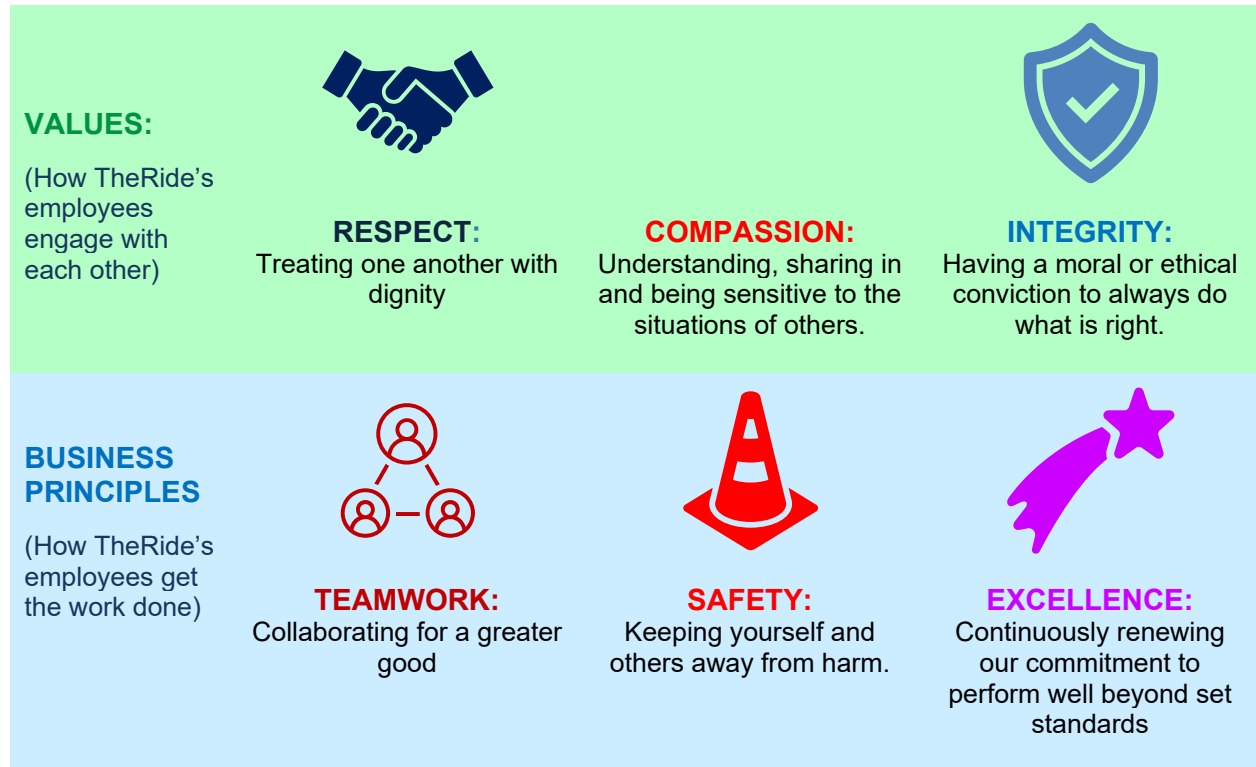 VALUES:
(How TheRide’s
employees
engage with
each other)
RESPECT:
Treating one another with
dignity
COMPASSION:
Understanding, sharing in
and being sensitive to the
situations of others.
INTEGRITY:
Having a moral or ethical
conviction to always do
what is right.
BUSINESS
PRINCIPLES
(How TheRide’s
employees get
the work done)
TEAMWORK:
Collaborating for a greater
good
SAFETY:
Keeping yourself and
others away from harm.
EXCELLENCE:
Continuously renewing
our commitment to
perform well beyond set
standards